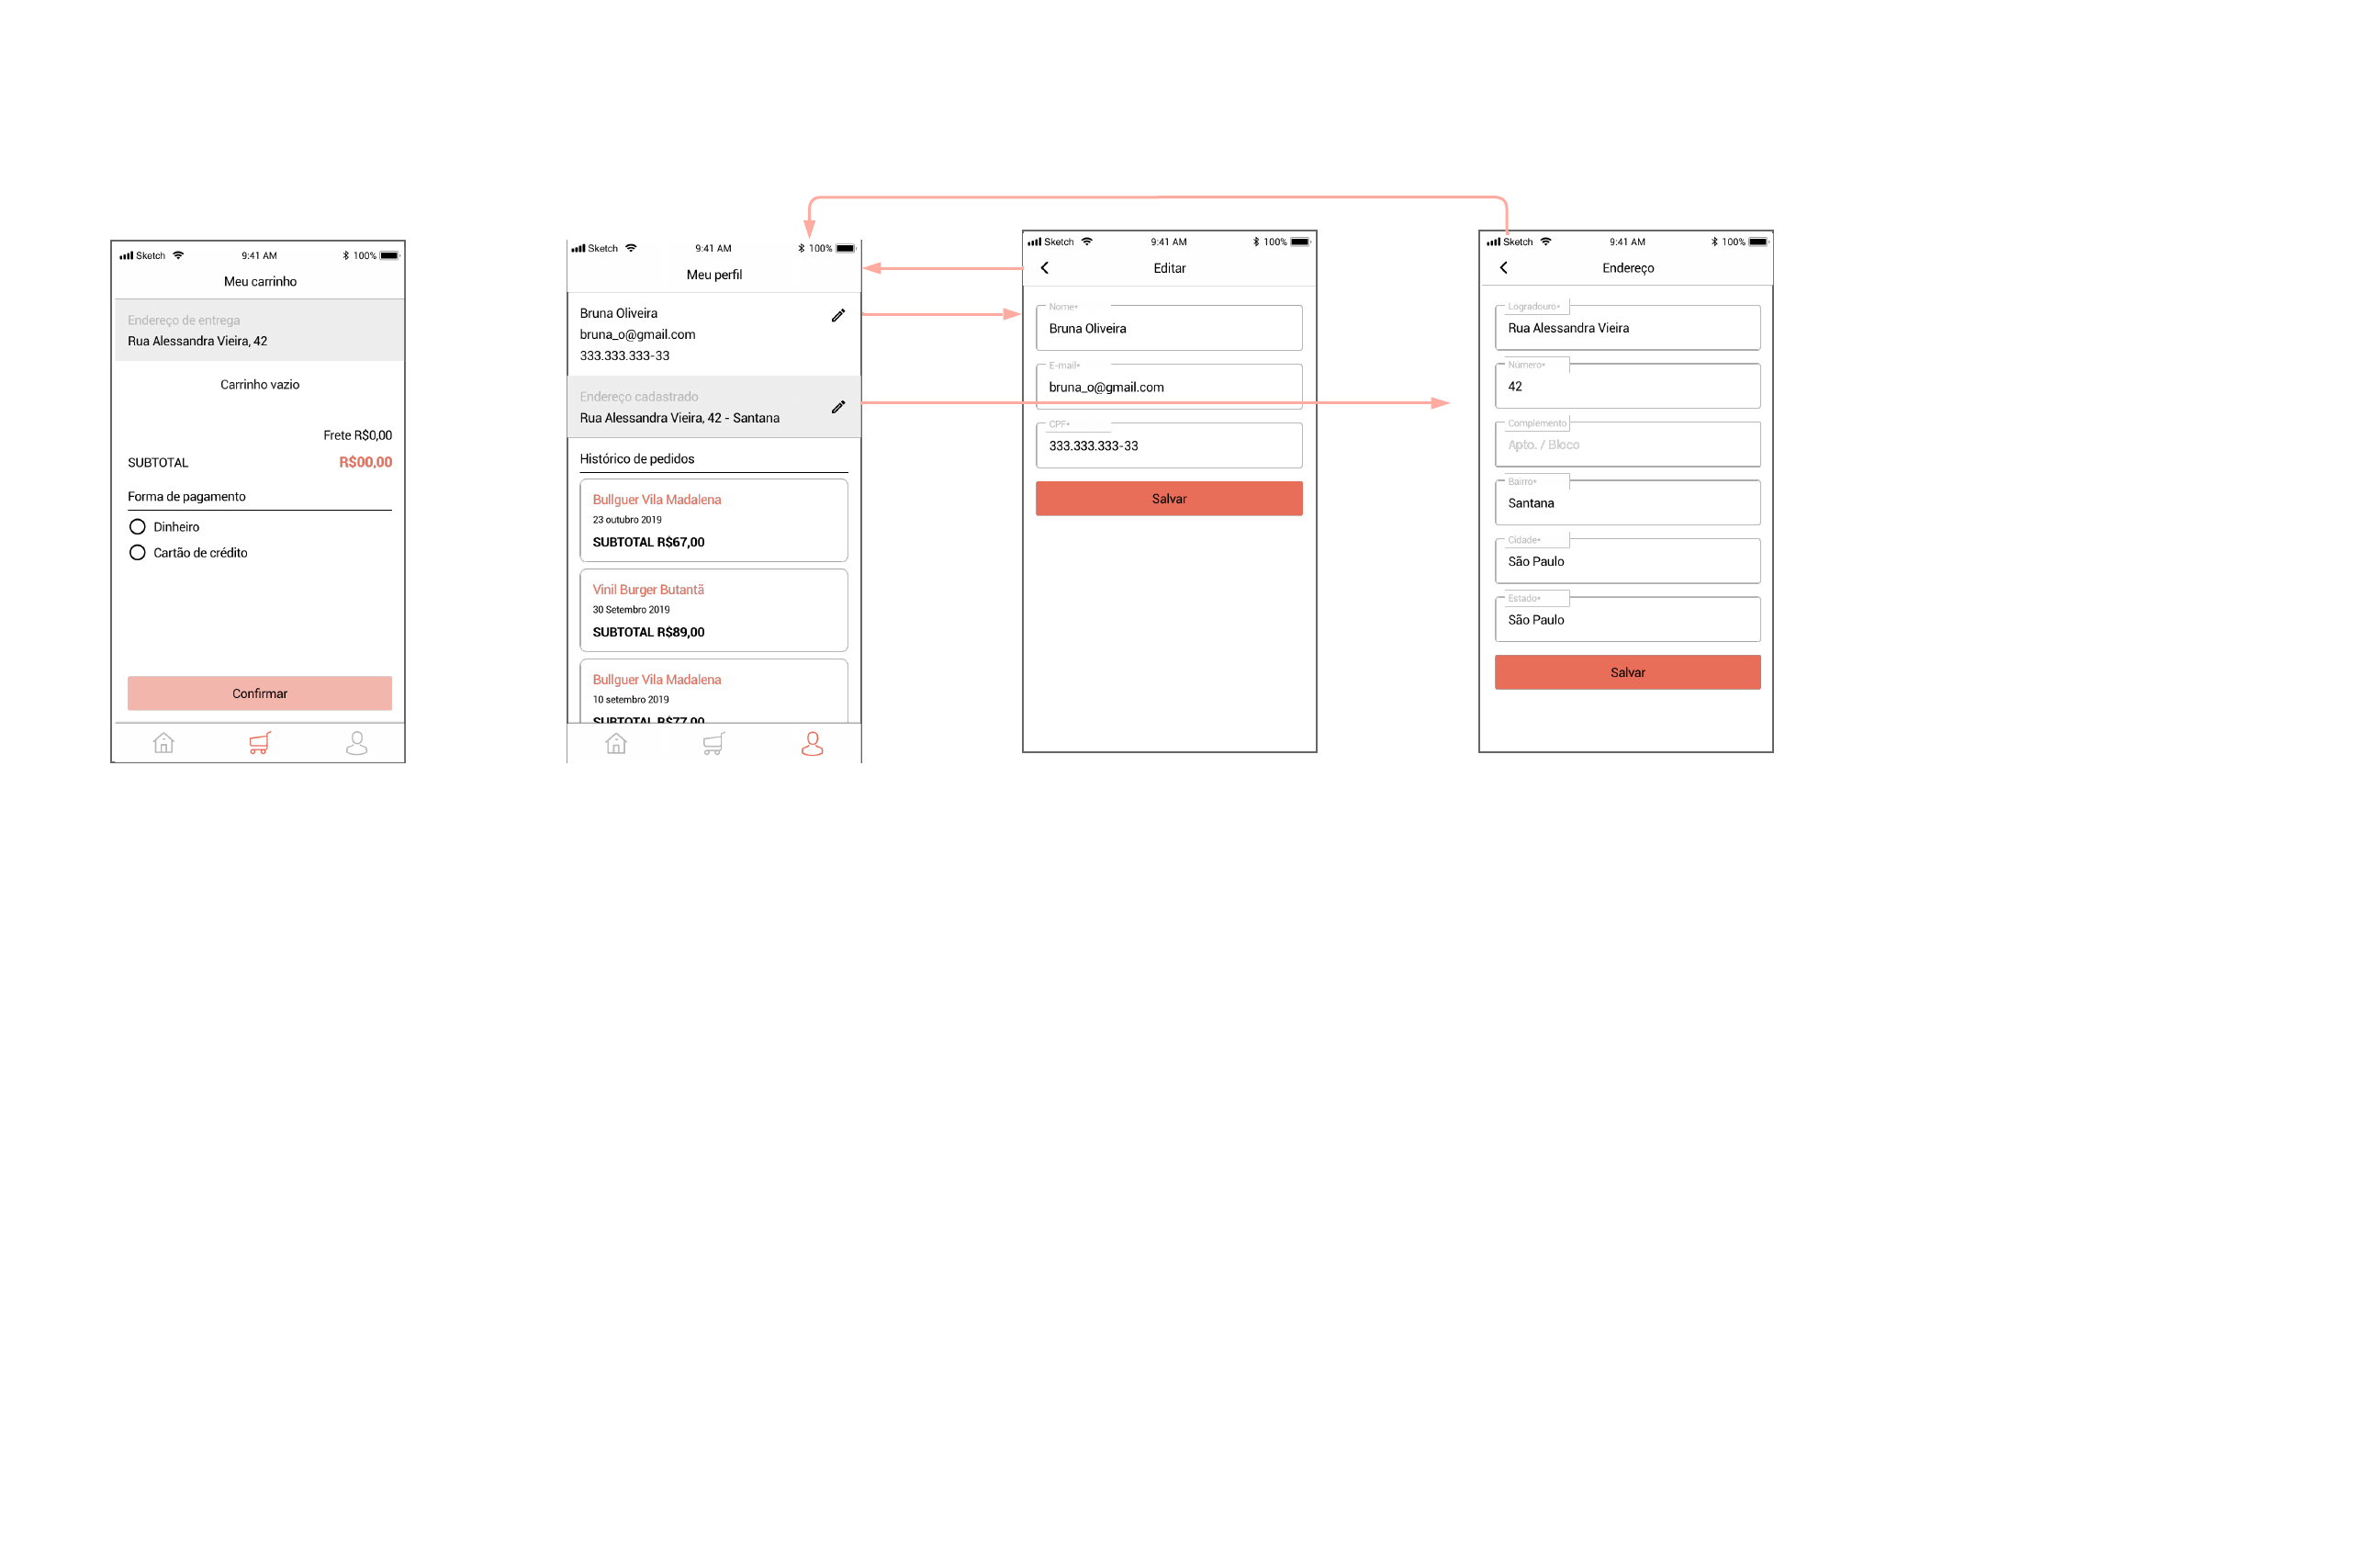 Sketch 9:41 AM 100%
Meu carrinho
Endereço de entrega
Rua Alessandra Vieira, 42
Carrinho vazio
Frete R$0,00
SUBTOTAL R$00,00
Forma de pagamento
Dinheiro
Cartão de crédito
Confirmar
Sketch 9:41 AM 100%
Meu perfil
Bruna Oliveira
bruna_o@gmail.com
333.333.333-33
Endereço cadastrado
Rua Alessandra Vieira, 42 - Santana
Histórico de pedidos
Bullguer Vila Madalena
23 outubro 2019
SUBTOTAL R$67,00
Vinil Burger Butantã
30 Setembro 2019
SUBTOTAL R$89,00
Bullguer Vila Madalena
10 setembro 2019
SUBTOTAL R$77,00
Sketch 9:41 AM 100%
Editar
Nome*
Bruna Oliveira
E-mail*
bruna_o@gmail.com
CPF*
333.333.333-33
Salvar
Sketch 9:41 AM 100%
Endereço
Logradouro*
Rua Alessandra Vieira
Número*
42
Complemento
Apto. / Bloco
Bairro*
Santana
Cidade*
São Paulo
Estado*
São Paulo
Salvar